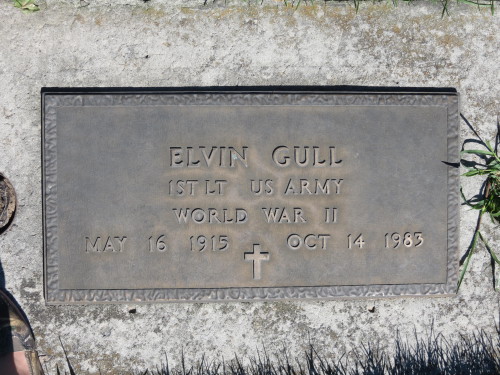 ELVIN GULL
1ST LT US ARMY
WORLD WAR II
MAY 16 1915 OCT 14 1983